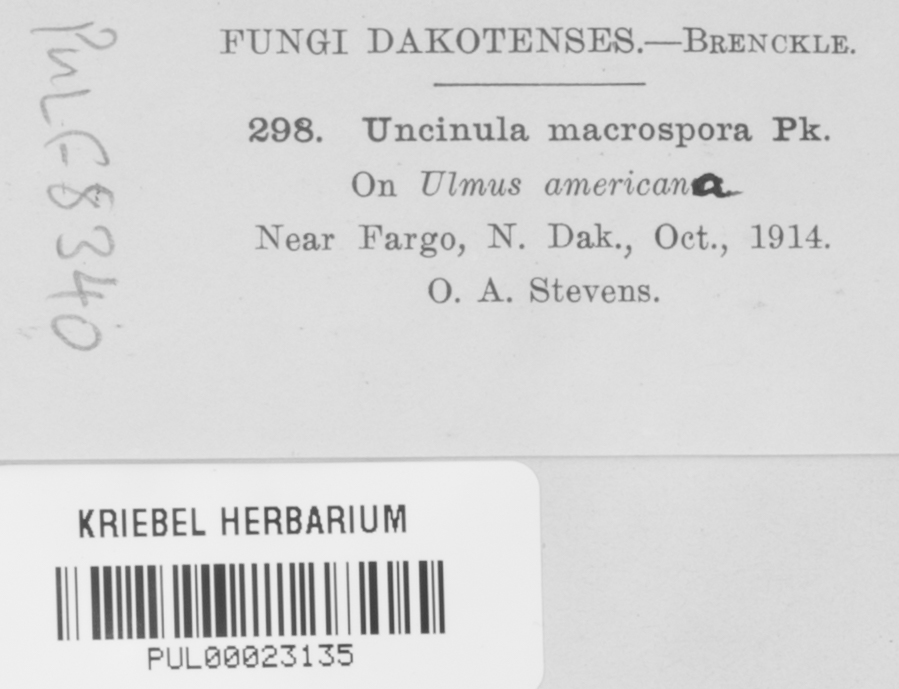 FUNGI DAKOTENSES.—BRENCKLE.
298. Uncinula macrospora Pk.
On Ulmus americana
Near Fargo, N. Dak., Oct., 1914.
O. A. Stevens.
PUL F8340
KRIEBEL HERBARIUM
PUL00023135